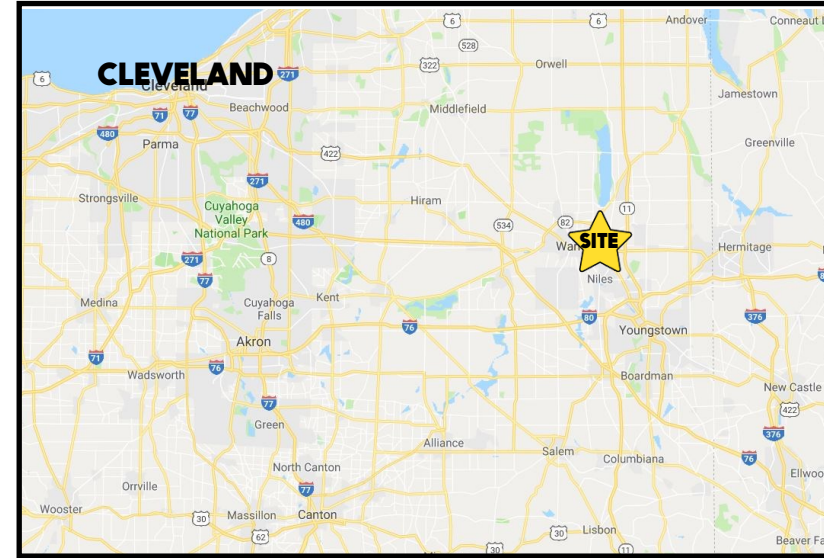 6
6
Andover
Conneaut L
528
322
Orwell
CLEVELAND
271
6
Cleveland
Jamestown
Beachwood
Middlefield
71
77
480
Parma
Greenville
422
271
Strongsville
Hiram
Cuyahoga
Valley
National Park
480
534
82
11
War
SITE
Hermitage
271
8
77
Niles
Medina
Cuyahoga
Falls
Kent
76
80
376
Youngstown
Akron
71
76
Wadsworth
Boardman
New Castle
77
422
Green
376
Alliance
Salem
Columbiana
76
North Canton
Ellwoo
77
Orrville
Wooster
30
Massillon
Canton
62
30
Lisbon
30
11
Beaver Fa